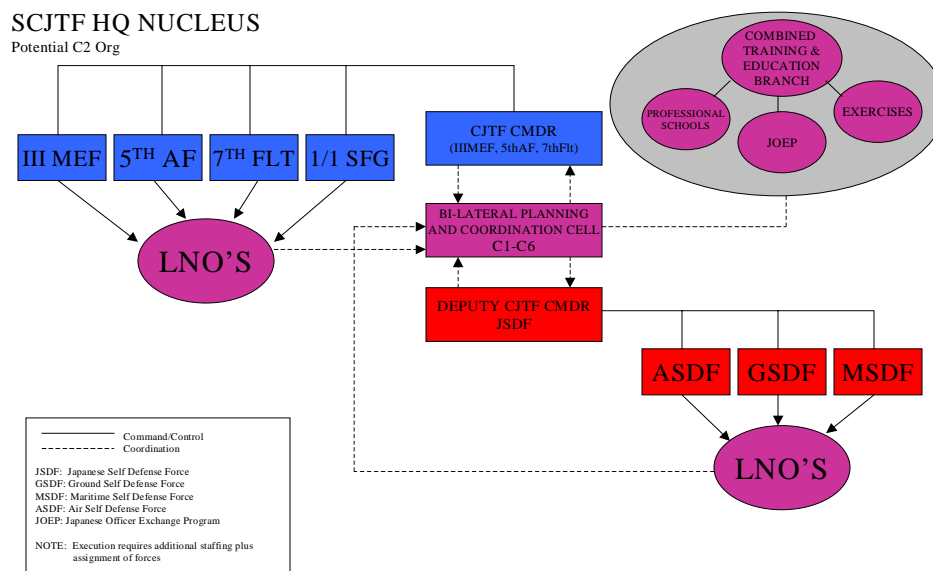 SCJTF HQ NUCLEUS
Potential C2 Org
COMBINED
TRAINING &
EDUCATION
BRANCH
PROFESSIONAL
SCHOOLS
JOEP
EXERCISES
III MEF
5TH AF
7TH FLT
1/1 SFG
CJTF CMDR
(IIIMEF, 5thAF, 7thFlt)
LNO'S
BI-LATERAL PLANNING
AND COORDINATION CELL
C1-C6
DEPUTY CJTF CMDR
JSDF
ASDF
GSDF
MSDF
LNO'S
Command/Control
Coordination
JSDF: Japanese Self Defense Force
GSDF: Ground Self Defense Force
MSDF: Maritime Self Defense Force
ASDF: Air Self Defense Force
JOEP: Japanese Officer Exchange Program
NOTE: Execution requires additional staffing plus
assignment of forces